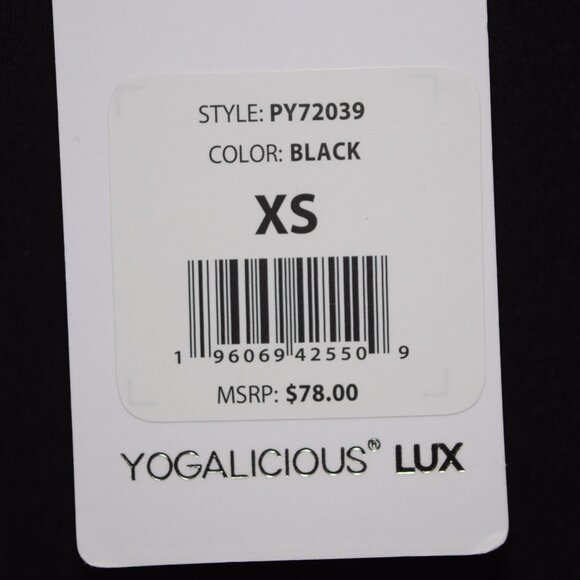 STYLE: PY72039
COLOR: BLACK
XS
1 96069 42550 9
MSRP: $78.00
YOGALICIOUS® LUX